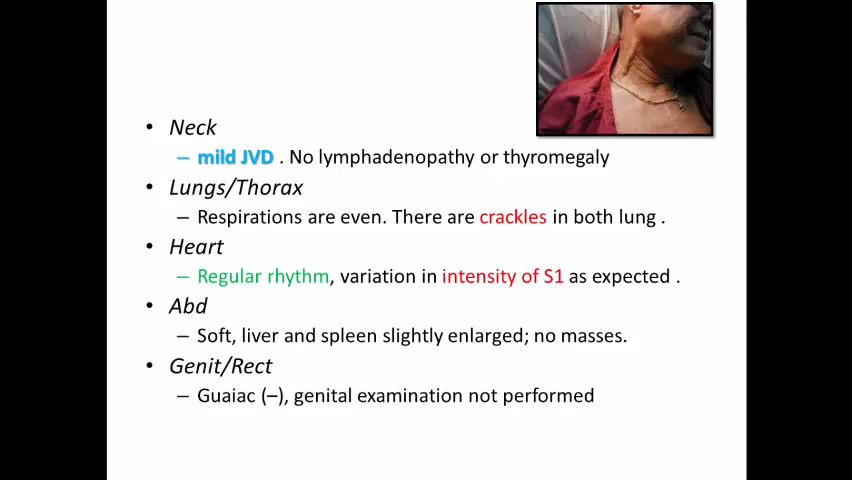 • Neck
– mild JVD . No lymphadenopathy or thyromegaly
• Lungs/Thorax
– Respirations are even. There are crackles in both lung .
• Heart
– Regular rhythm, variation in intensity of S1 as expected .
• Abd
– Soft, liver and spleen slightly enlarged; no masses.
• Genit/Rect
– Guaiac (–), genital examination not performed